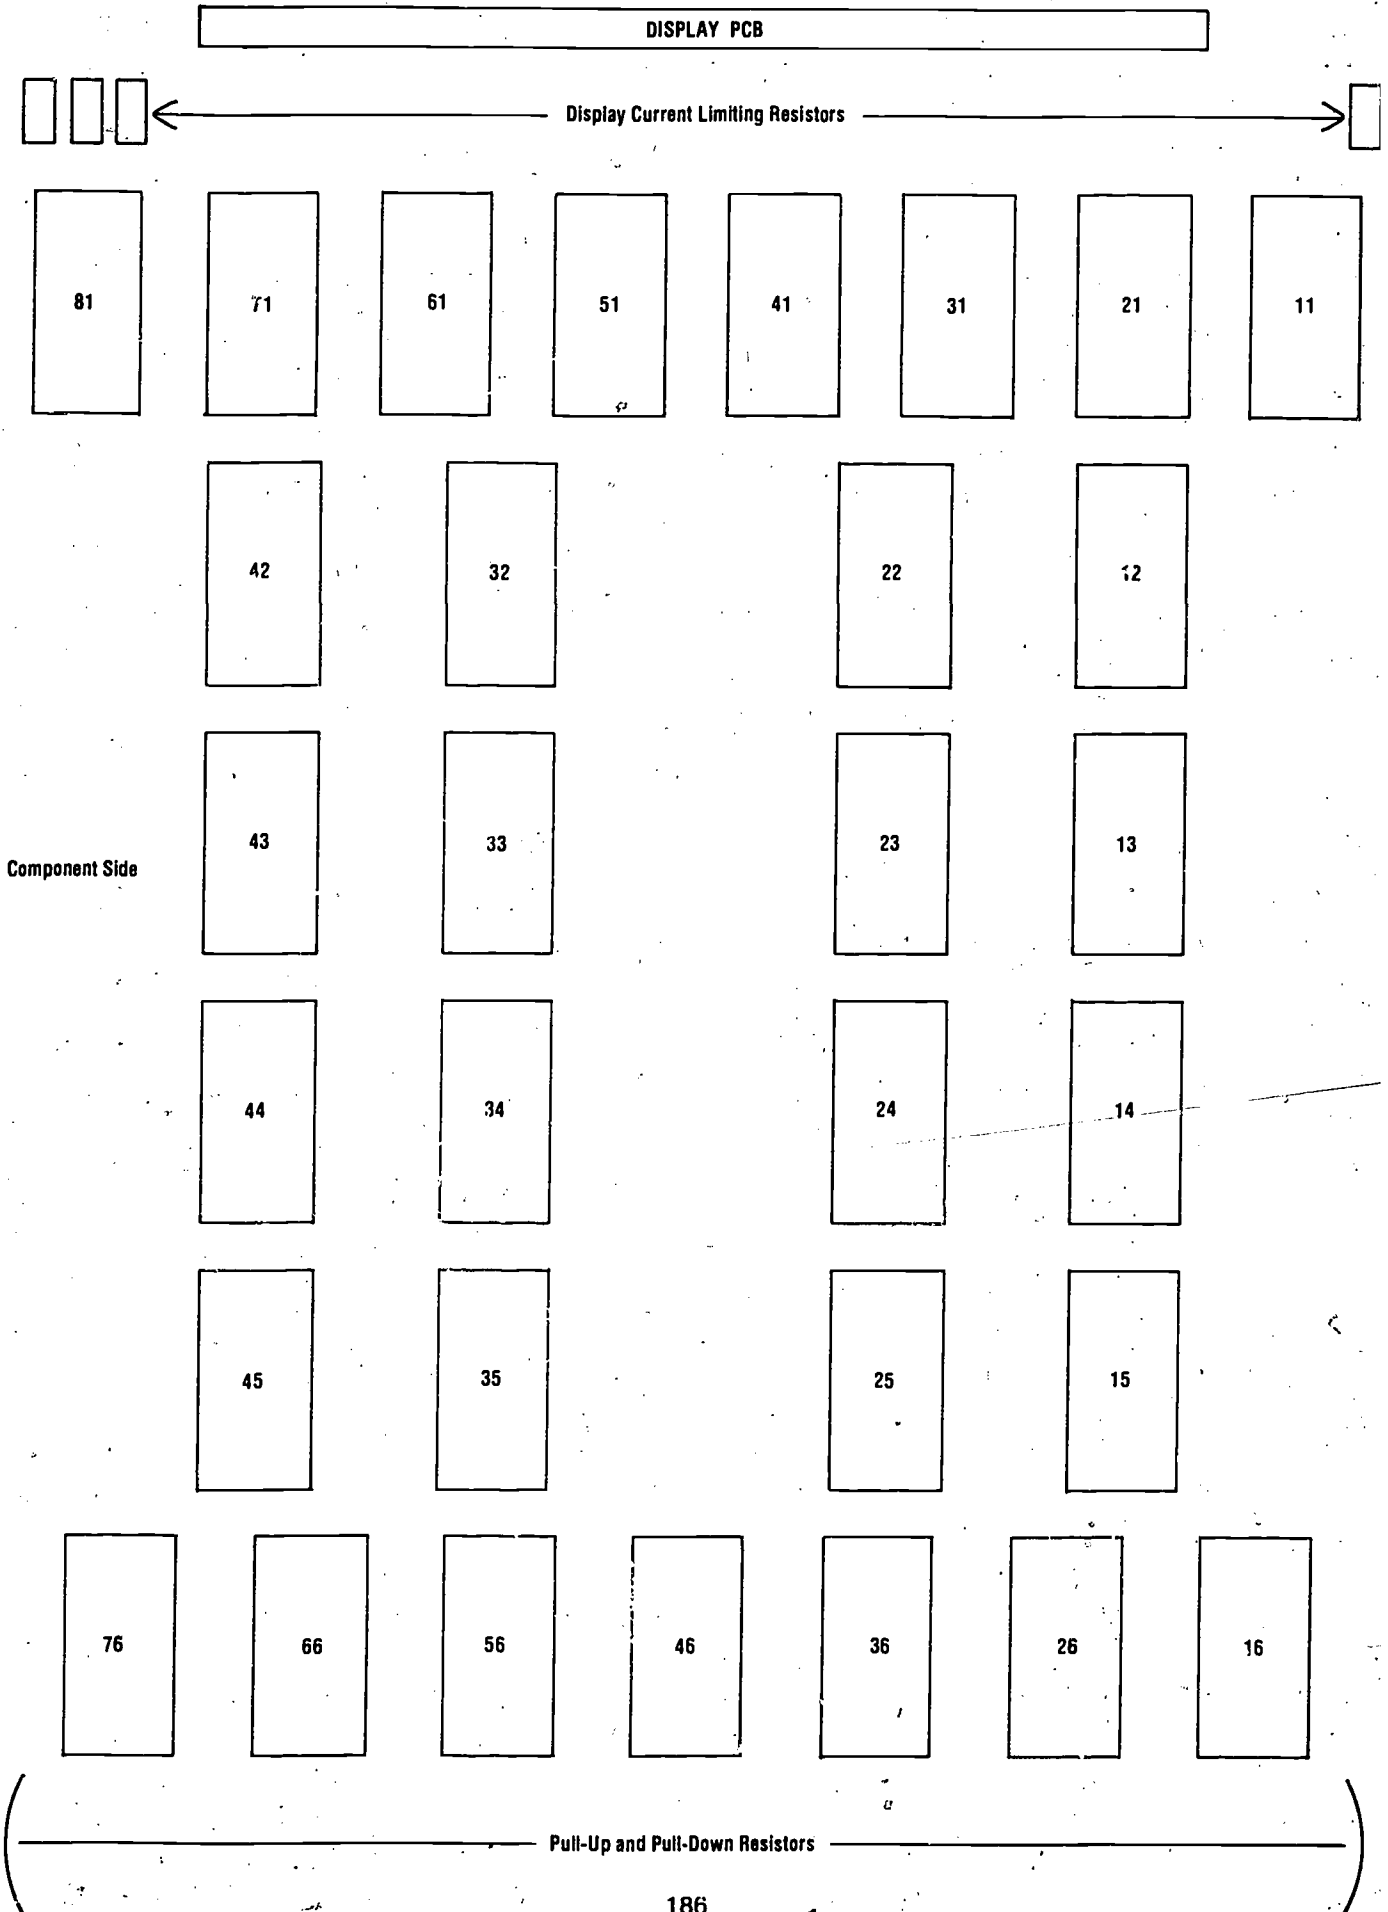 DISPLAY PCB
Display Current Limiting Resistors
81 71 61 51 41 31 21 11
42 32 22 12
43 33 23 13
Component Side
44 34 24 14
45 35 25 15
76 66 56 46 36 26 16
Pull-Up and Pull-Down Resistors
186